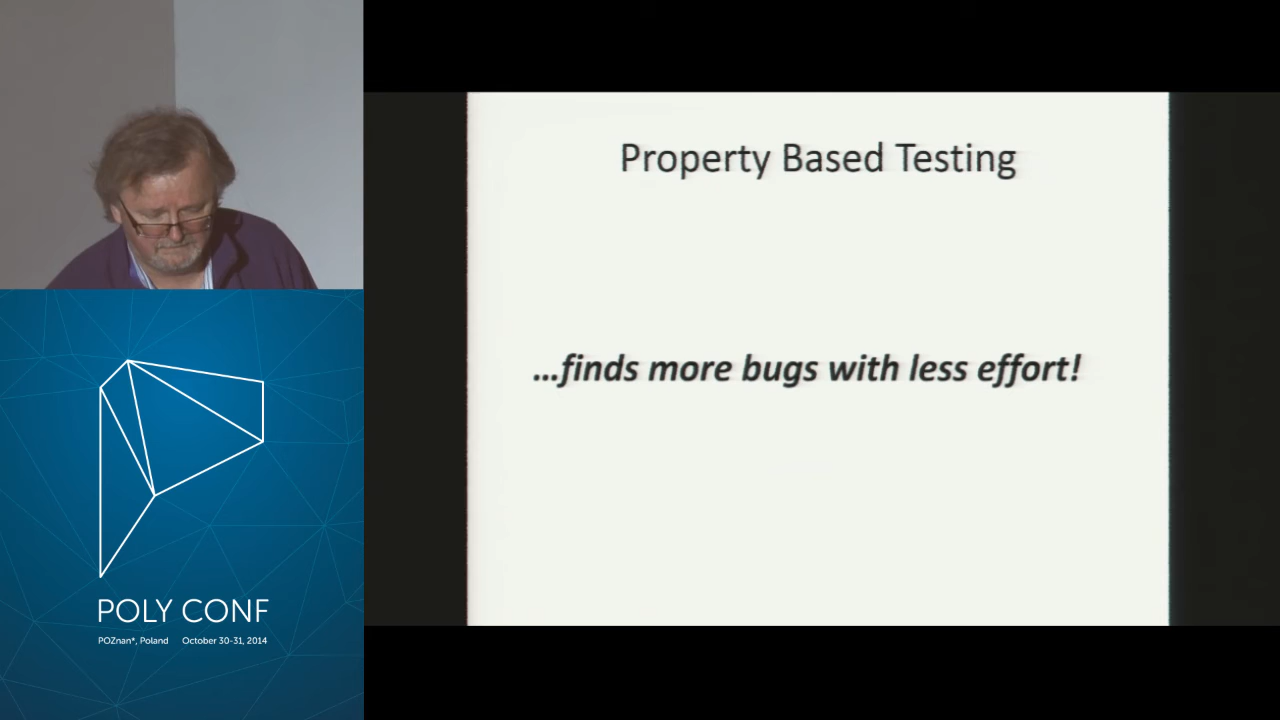 Property Based Testing
...finds more bugs with less effort!
POLY CONF
POZnan*, Poland October 30-31, 2014